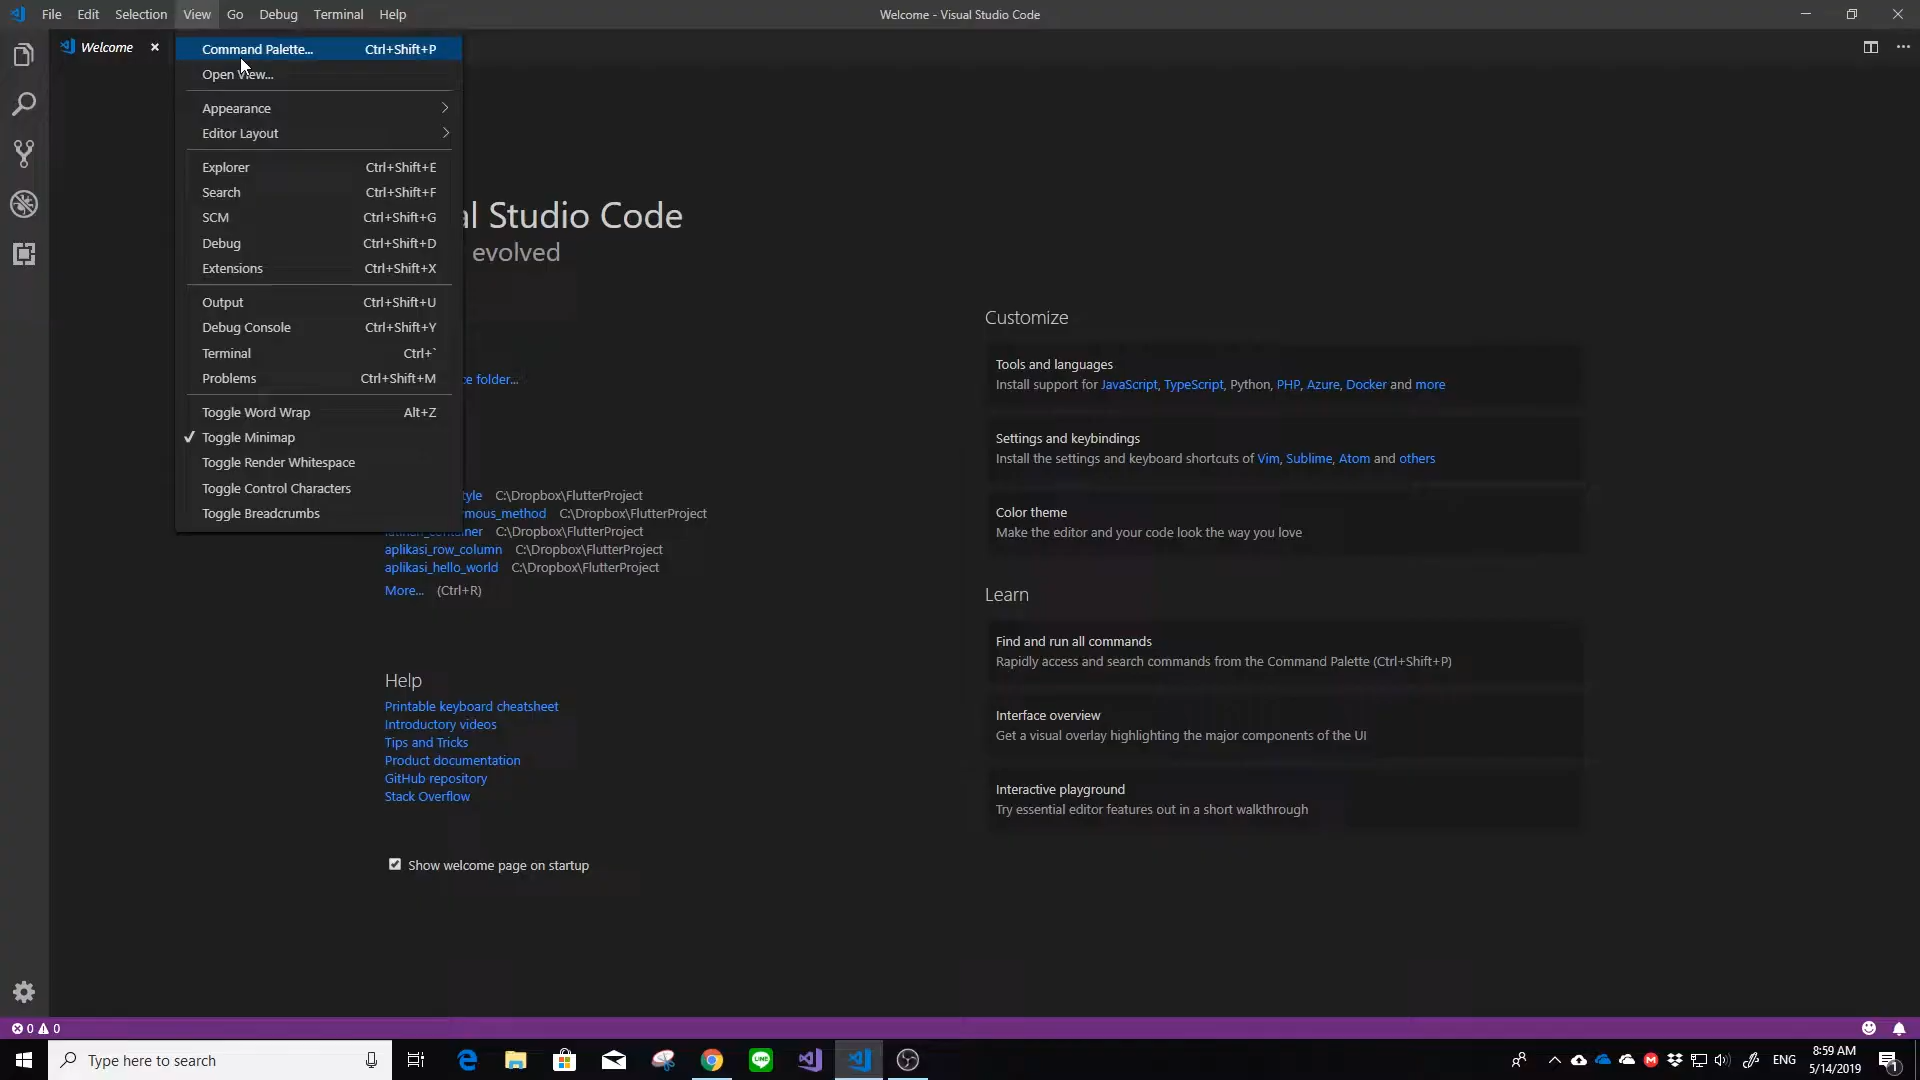 File Edit Selection View Go Debug Terminal Help
Welcome - Visual Studio Code
Welcome
Command Palette... Ctrl+Shift+P
Open View...
Appearance
Editor Layout
Explorer Ctrl+Shift+E
Search Ctrl+Shift+F
SCM Ctrl+Shift+G
Debug Ctrl+Shift+D
Extensions Ctrl+Shift+X
Output Ctrl+Shift+U
Debug Console Ctrl+Shift+Y
Terminal Ctrl+`
Problems Ctrl+Shift+M
Toggle Word Wrap Alt+Z
Toggle Minimap
Toggle Render Whitespace
Toggle Control Characters
Toggle Breadcrumbs
al Studio Code
evolved
folder...
tyle C:\Dropbox\FlutterProject
mous_method C:\Dropbox\FlutterProject
C:\Dropbox\FlutterProject
aplikasi_row_column C:\Dropbox\FlutterProject
aplikasi_hello_world C:\Dropbox\FlutterProject
More... (Ctrl+R)
Help
Printable keyboard cheatsheet
Introductory videos
Tips and Tricks
Product documentation
GitHub repository
Stack Overflow
Show welcome page on startup
Customize
Tools and languages
Install support for JavaScript, TypeScript, Python, PHP, Azure, Docker and more
Settings and keybindings
Install the settings and keyboard shortcuts of Vim, Sublime, Atom and others
Color theme
Make the editor and your code look the way you love
Learn
Find and run all commands
Rapidly access and search commands from the Command Palette (Ctrl+Shift+P)
Interface overview
Get a visual overlay highlighting the major components of the UI
Interactive playground
Try essential editor features out in a short walkthrough
0 0
Type here to search
LINE
ENG
8:59 AM
5/14/2019
1